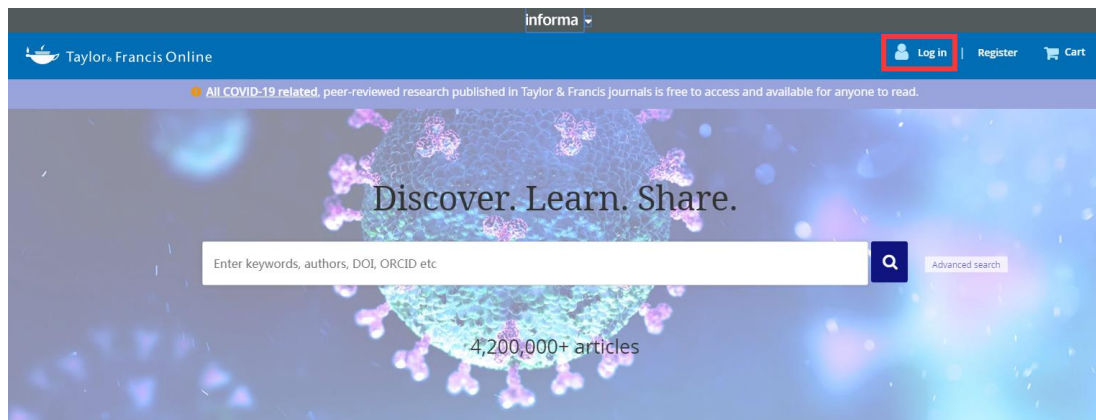 informa
Taylor & Francis Online
Log in | Register Cart
All COVID-19 related, peer-reviewed research published in Taylor & Francis journals is free to access and available for anyone to read.
Discover. Learn. Share.
Enter keywords, authors, DOI, ORCID etc
Advanced search
4,200,000+ articles